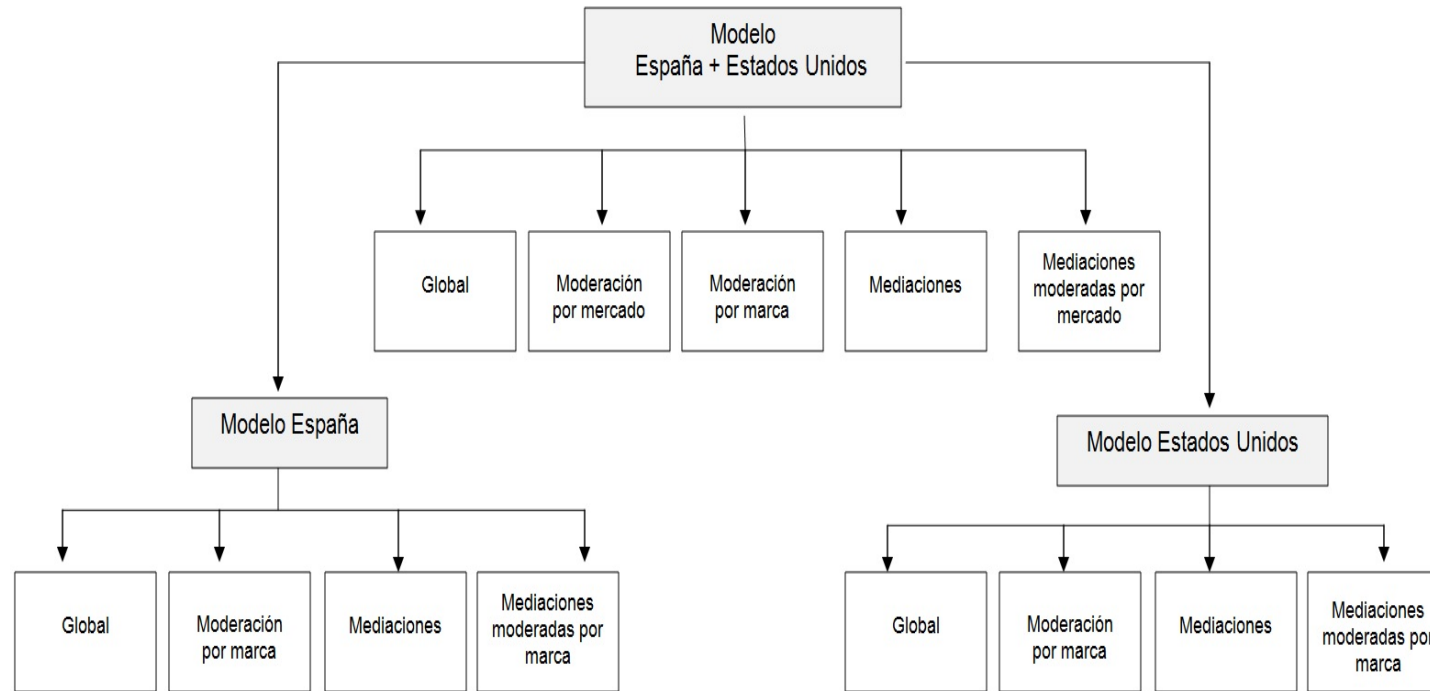 Modelo
España + Estados Unidos
Global
Moderación
por mercado
Moderación
por marca
Mediaciones
Mediaciones
moderadas por
mercado
Modelo España
Modelo Estados Unidos
Global
Moderación
por marca
Mediaciones
Mediaciones
moderadas por
marca
Global
Moderación
por marca
Mediaciones
Mediaciones
moderadas por
marca